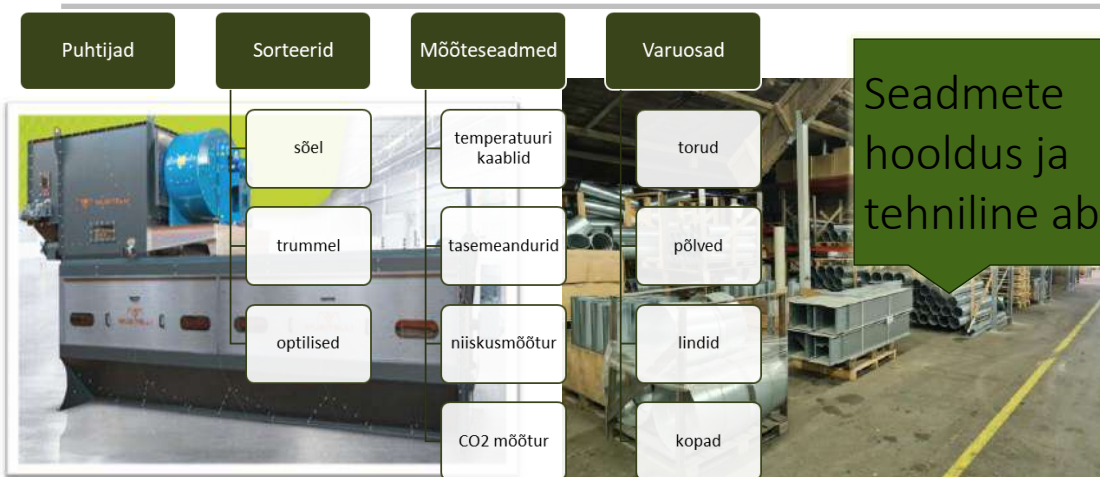 Puhtijad
Sorteerid
sõel
trummel
optilised
Mõõteseadmed
temperatuuri
kaablid
tasemeandurid
niiskusmõõtur
CO2 mõõtur
Varuosad
torud
põlved
lindid
kopad
Seadmete
hooldus ja
tehniline ab